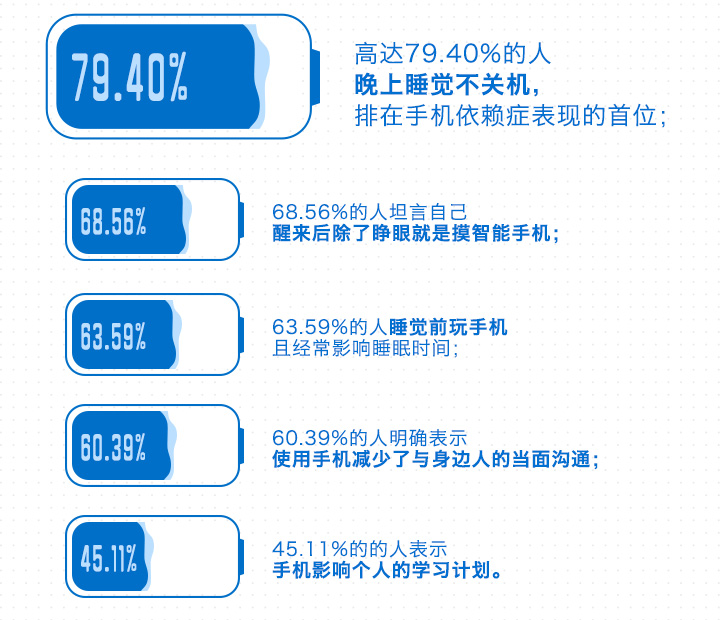 79.40%
高达79.40%的人
晚上睡觉不关机，
排在手机依赖症表现的首位；
68.56%
68.56%的人坦言自己
醒来后除了睁眼就是摸智能手机；
63.59%
63.59%的人睡觉前玩手机
且经常影响睡眠时间；
60.39%
60.39%的人明确表示
使用手机减少了与身边人的当面沟通；
45.11%
45.11%的的人表示
手机影响个人的学习计划。